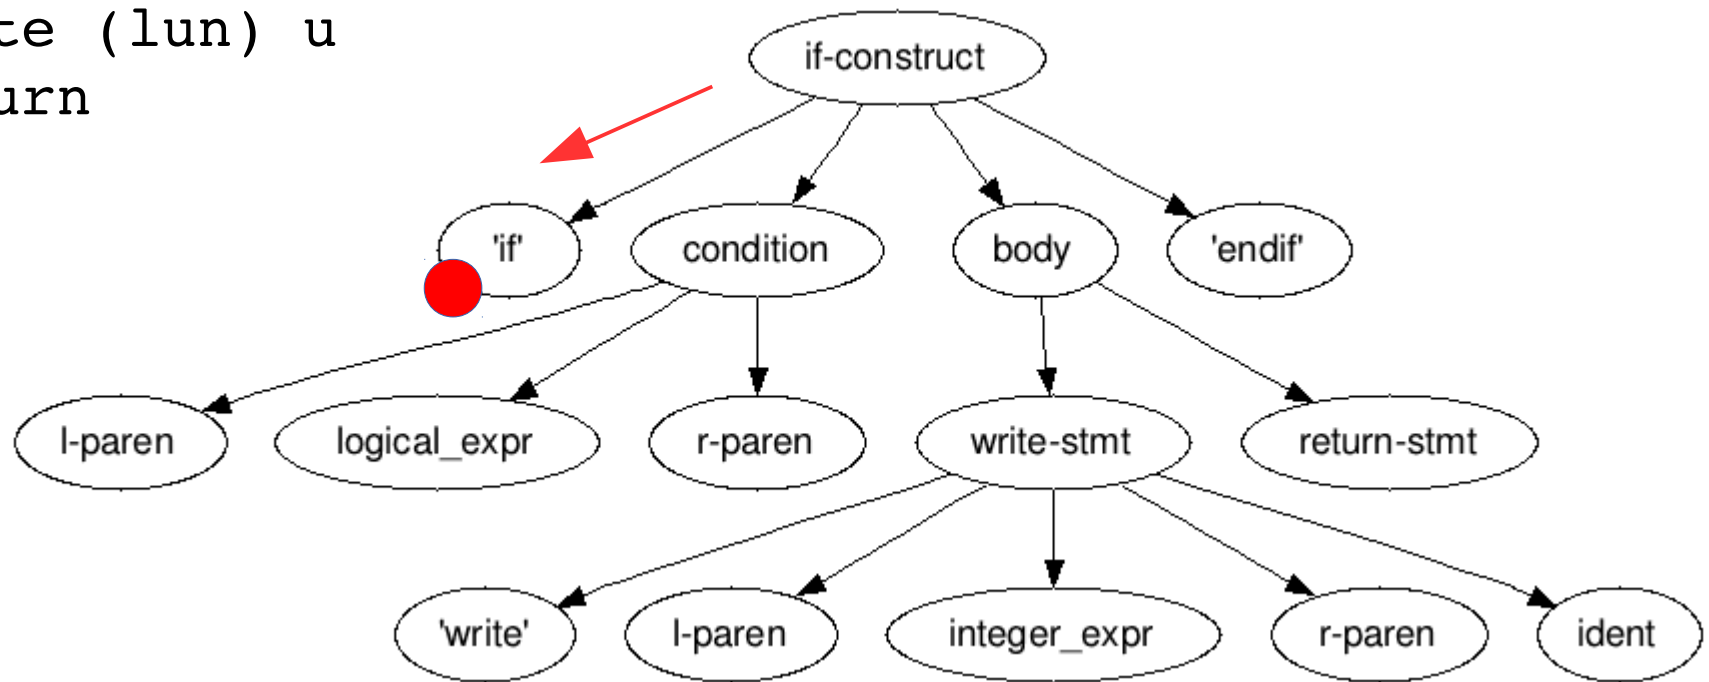 te (lun) u
urn
if-construct
'if' condition body 'endif'
l-paren logical_expr r-paren write-stmt return-stmt
'write' l-paren integer_expr r-paren ident